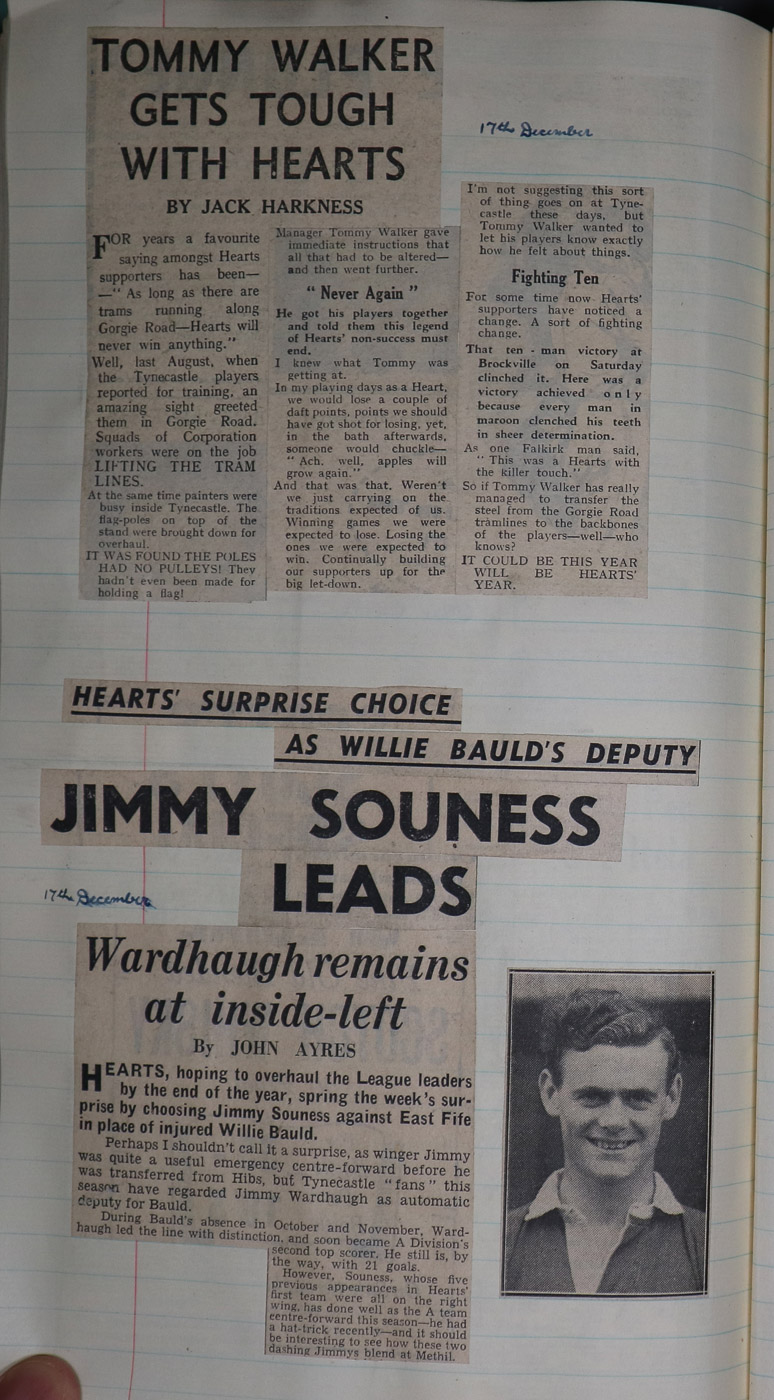 TOMMY WALKER
GETS TOUGH
WITH HEARTS
BY JACK HARKNESS
17th December
FOR years a favourite
saying amongst Hearts
supporters has been—
—" As long as there are
trams running along
Gorgie Road—Hearts will
never win anything."
Well, last August, when
the Tynecastle players
reported for training, an
amazing sight greeted
them in Gorgie Road.
Squads of Corporation
workers were on the job
LIFTING THE TRAM
LINES.
At the same time painters were
busy inside Tynecastle. The
flag-poles on top of the
stand were brought down for
overhaul.
IT WAS FOUND THE POLES
HAD NO PULLEYS! They
hadn't even been made for
holding a flag!
Manager Tommy Walker gave
immediate instructions that
all that had to be altered—
and then went further.
" Never Again "
He got his players together
and told them this legend
of Hearts' non-success must
end.
I knew what Tommy was
getting at.
In my playing days as a Heart,
we would lose a couple of
daft points, points we should
have got shot for losing, yet,
in the bath afterwards,
someone would chuckle—
" Ach. well, apples will
grow again."
And that was that. Weren't
we just carrying on the
traditions expected of us.
Winning games we were
expected to lose. Losing the
ones we were expected to
win. Continually building
our supporters up for the
big let-down.
I'm not suggesting this sort
of thing goes on at Tyne-
castle these days, but
Tommy Walker wanted to
let his players know exactly
how he felt about things.
Fighting Ten
For some time now Hearts'
supporters have noticed a
change. A sort of fighting
change.
That ten - man victory at
Brockville on Saturday
clinched it. Here was a
victory achieved only
because every man in
maroon clenched his teeth
in sheer determination.
As one Falkirk man said,
" This was a Hearts with
the killer touch."
So if Tommy Walker has really
managed to transfer the
steel from the Gorgie Road
tramlines to the backbones
of the players—well—who
knows?
IT COULD BE THIS YEAR
WILL BE HEARTS'
YEAR.
HEARTS' SURPRISE CHOICE
AS WILLIE BAULD'S DEPUTY
JIMMY SOUNESS
LEADS
17th December
Wardhaugh remains
at inside-left
By JOHN AYRES
HEARTS, hoping to overhaul the League leaders
by the end of the year, spring the week's sur-
prise by choosing Jimmy Souness against East Fife
in place of injured Willie Bauld.
Perhaps I shouldn't call it a surprise, as winger Jimmy
was quite a useful emergency centre-forward before he
was transferred from Hibs, but Tynecastle "fans" this
season have regarded Jimmy Wardhaugh as automatic
deputy for Bauld.
During Bauld's absence in October and November, Ward-
haugh led the line with distinction, and soon became A Division's
second top scorer. He still is, by
the way, with 21 goals.
However, Souness, whose five
previous appearances in Hearts'
first team were all on the right
wing, has done well as the A team
centre-forward this season—he had
a hat-trick recently—and it should
be interesting to see how these two
dashing Jimmys blend at Methil.